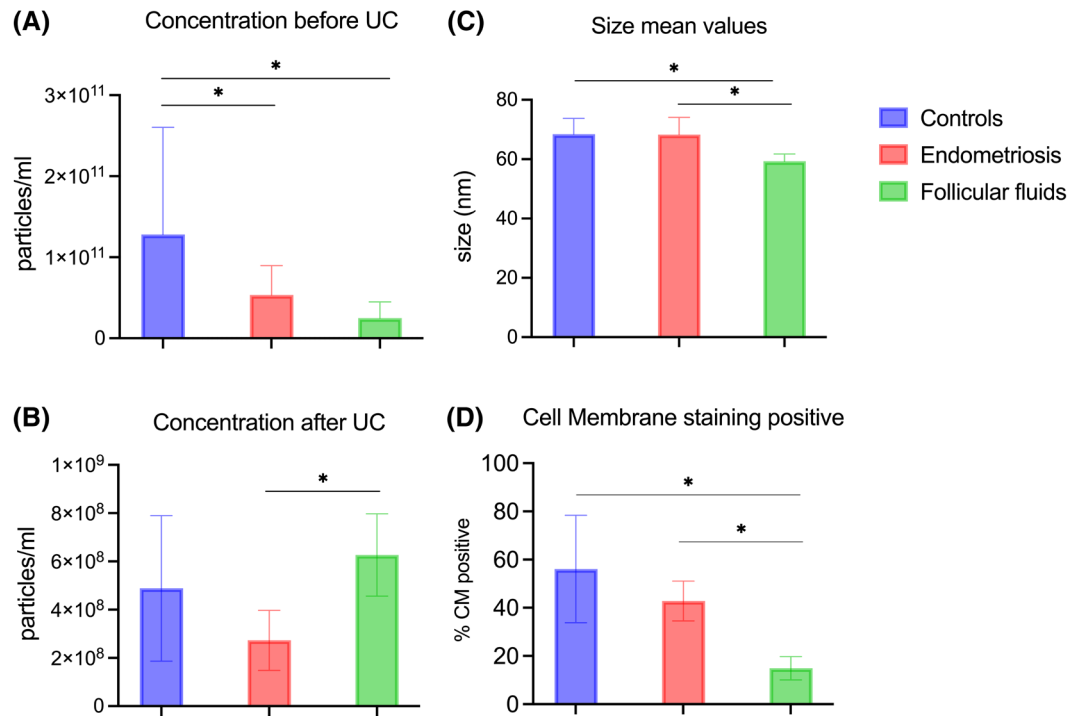 (A) Concentration before UC
*
*
3×10¹¹
2×10¹¹
1×10¹¹
0
particles/ml
(C) Size mean values
*
*
80
60
40
20
0
size (nm)
Controls
Endometriosis
Follicular fluids
(B) Concentration after UC
*
1×10⁹
8×10⁸
6×10⁸
4×10⁸
2×10⁸
0
particles/ml
(D) Cell Membrane staining positive
*
*
100
80
60
40
20
0
% CM positive